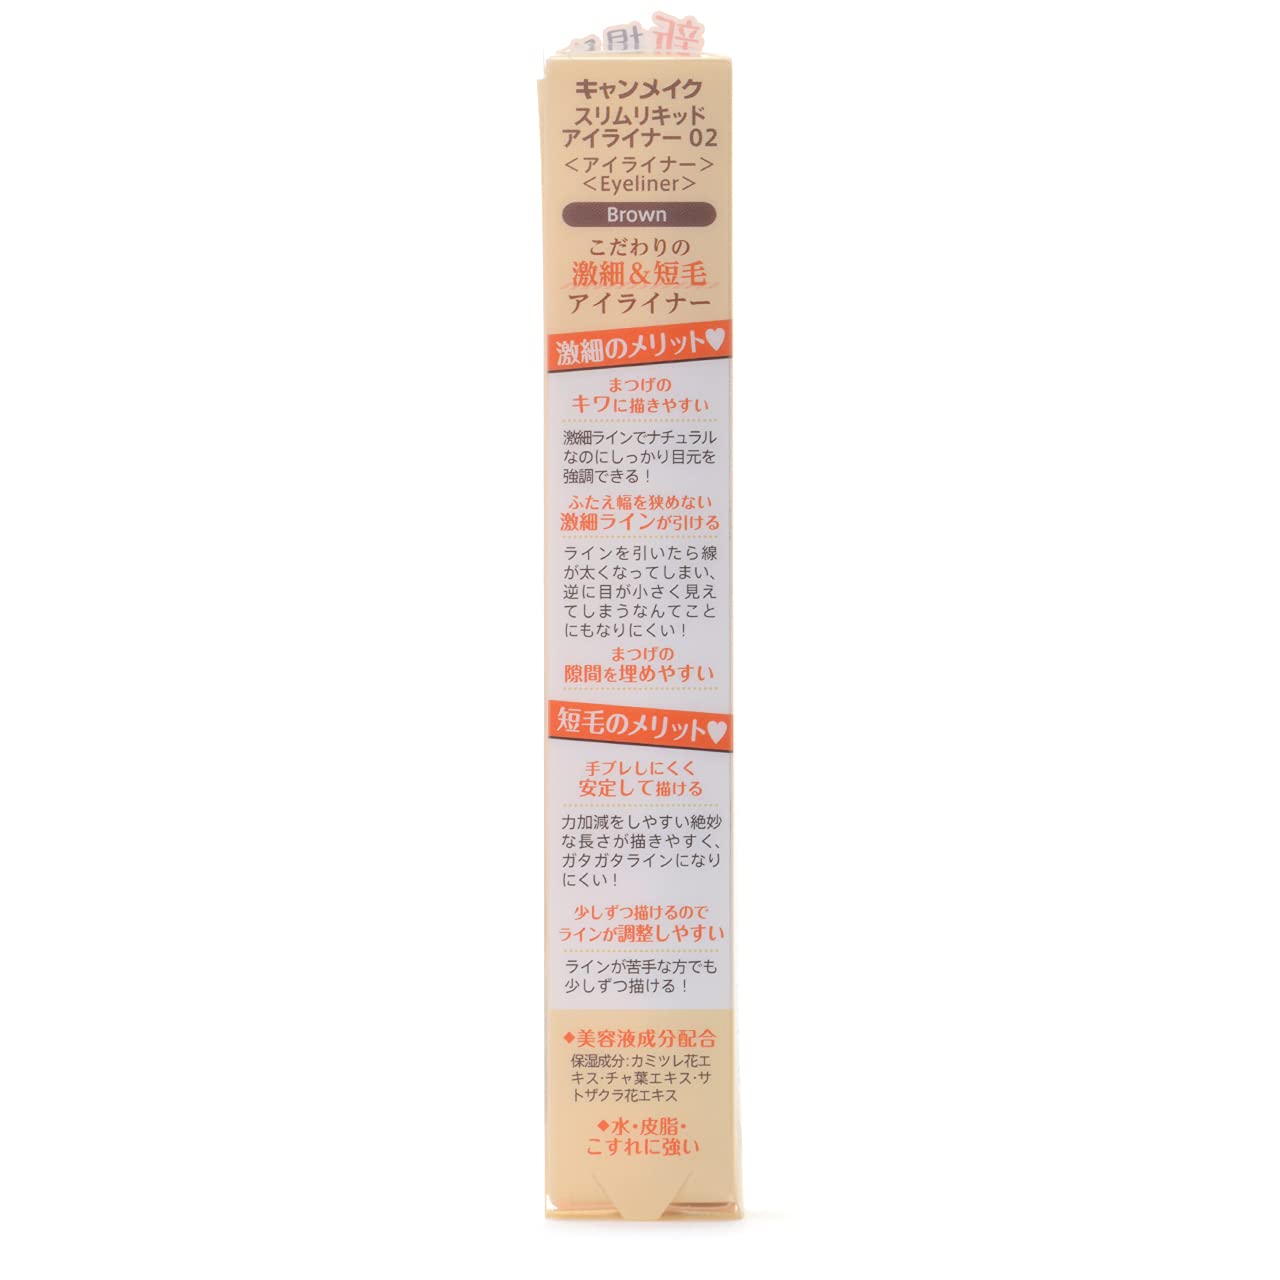 新
キャンメイク
スリムリキッド
アイライナー 02
＜アイライナー＞
＜Eyeliner＞
Brown
こだわりの
激細＆短毛
アイライナー
激細のメリット♥
まつげの
キワに描きやすい
激細ラインでナチュラル
なのにしっかり目元を
強調できる！
ふたえ幅を狭めない
激細ラインが引ける
ラインを引いたら線
が太くなってしまい、
逆に目が小さく見え
てしまうなんてこと
にもなりにくい！
まつげの
隙間を埋めやすい
短毛のメリット♥
手ブレしにくく
安定して描ける
力加減をしやすい絶妙
な長さが描きやすく、
ガタガタラインになり
にくい！
少しずつ描けるので
ラインが調整しやすい
ラインが苦手な方でも
少しずつ描ける！
◆美容液成分配合
保湿成分：カミツレ花エ
キス・チャ葉エキス・サ
トザクラ花エキス
◆水・皮脂・
こすれに強い